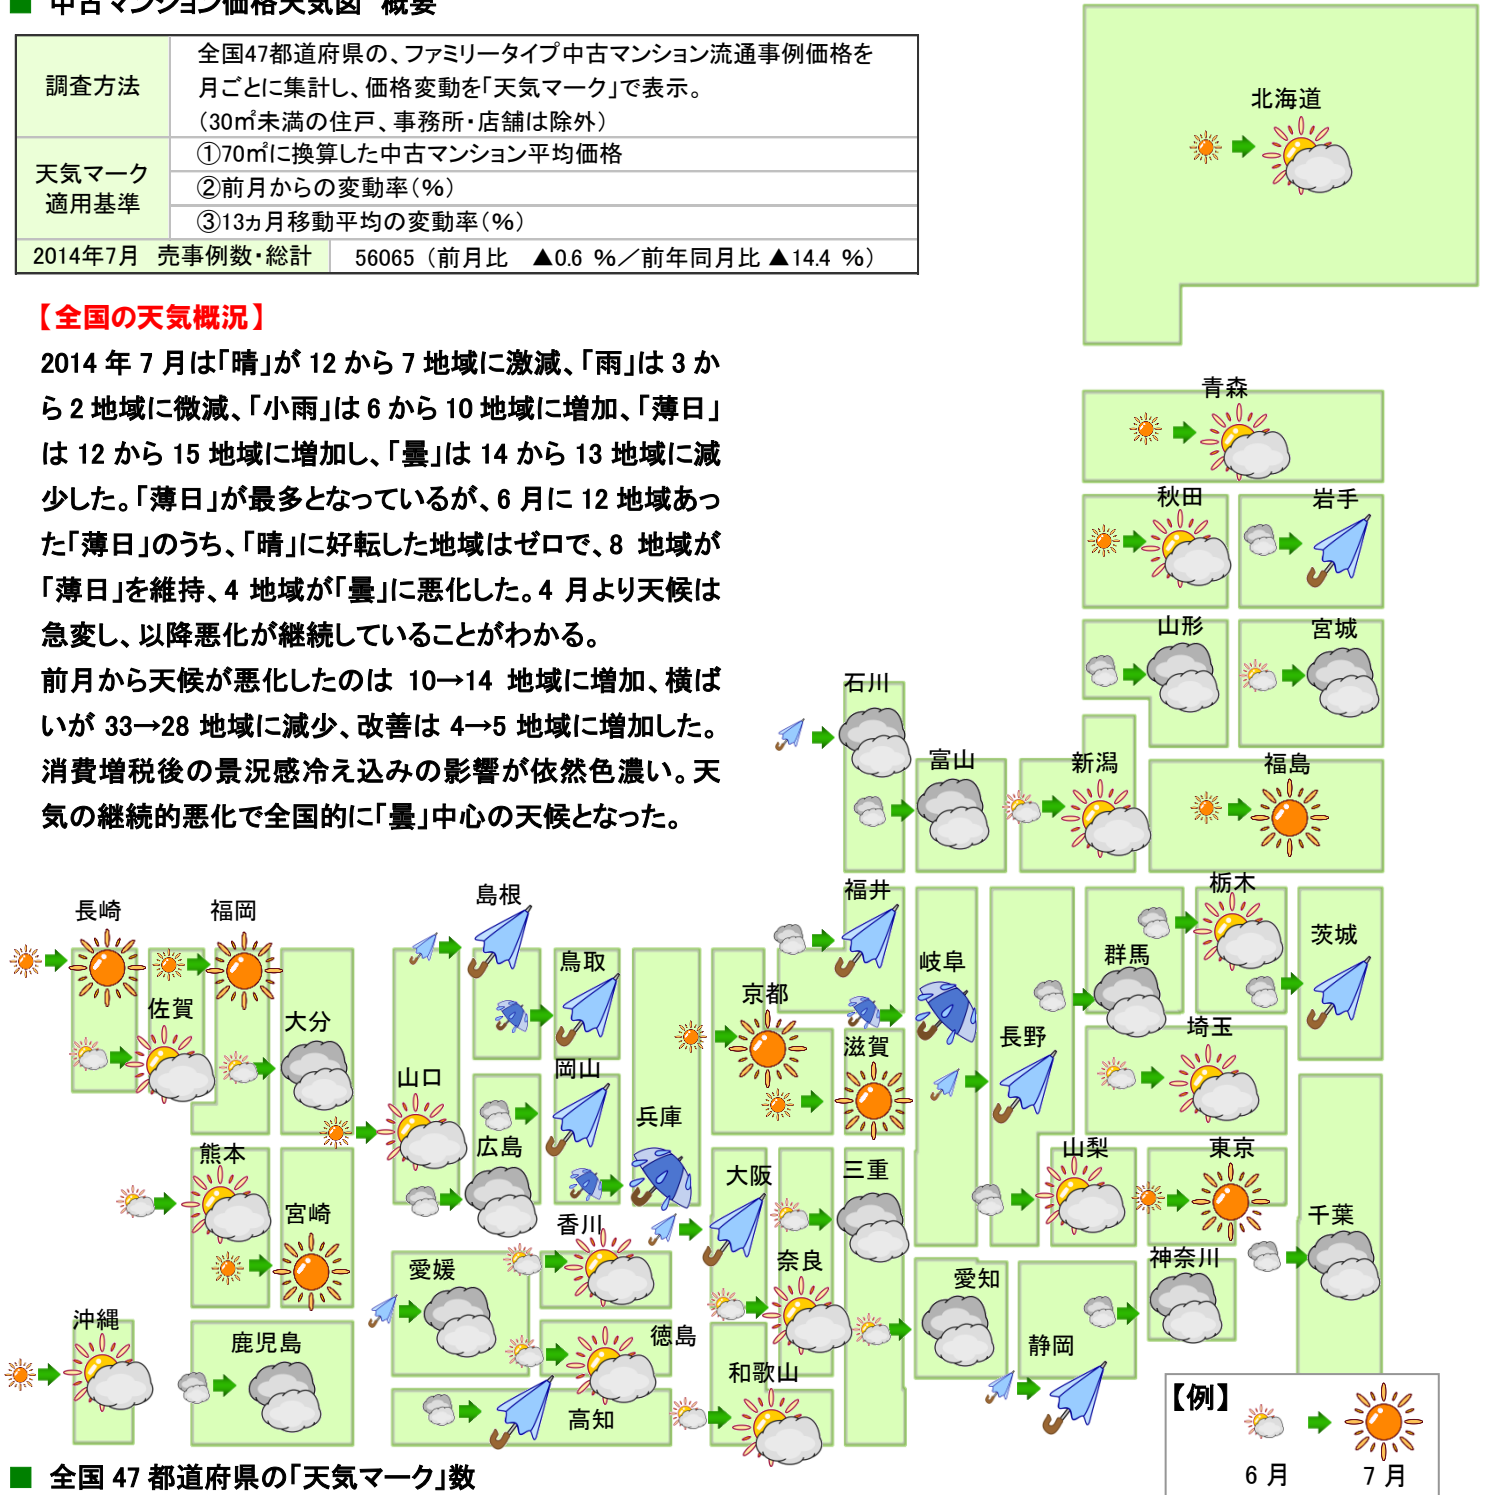 ■ 中古マンション価格天気図 概要
調査方法
全国47都道府県の、ファミリータイプ中古マンション流通事例価格を
月ごとに集計し、価格変動を「天気マーク」で表示。
（30㎡未満の住戸、事務所・店舗は除外）
天気マーク
適用基準
①70㎡に換算した中古マンション平均価格
②前月からの変動率（%）
③13ヵ月移動平均の変動率（%）
2014年7月 売事例数・総計
56065（前月比 ▲0.6 %／前年同月比 ▲14.4 %）
【全国の天気概況】
2014 年 7 月は「晴」が 12 から 7 地域に激減、「雨」は 3 か
ら 2 地域に微減、「小雨」は 6 から 10 地域に増加、「薄日」
は 12 から 15 地域に増加し、「曇」は 14 から 13 地域に減
少した。「薄日」が最多となっているが、6 月に 12 地域あっ
た「薄日」のうち、「晴」に好転した地域はゼロで、8 地域が
「薄日」を維持、4 地域が「曇」に悪化した。4 月より天候は
急変し、以降悪化が継続していることがわかる。
前月から天候が悪化したのは 10→14 地域に増加、横ば
いが 33→28 地域に減少、改善は 4→5 地域に増加した。
消費増税後の景況感冷え込みの影響が依然色濃い。天
気の継続的悪化で全国的に「曇」中心の天候となった。
北海道
青森
秋田
岩手
山形
宮城
石川
富山
新潟
福島
福井
岐阜
長野
群馬
栃木
茨城
埼玉
長崎
福岡
佐賀
大分
島根
鳥取
岡山
山口
広島
兵庫
京都
滋賀
山梨
東京
千葉
神奈川
熊本
宮崎
大阪
三重
香川
奈良
愛媛
愛知
静岡
沖縄
鹿児島
徳島
和歌山
高知
【例】
6 月
7 月
■ 全国 47 都道府県の「天気マーク」数